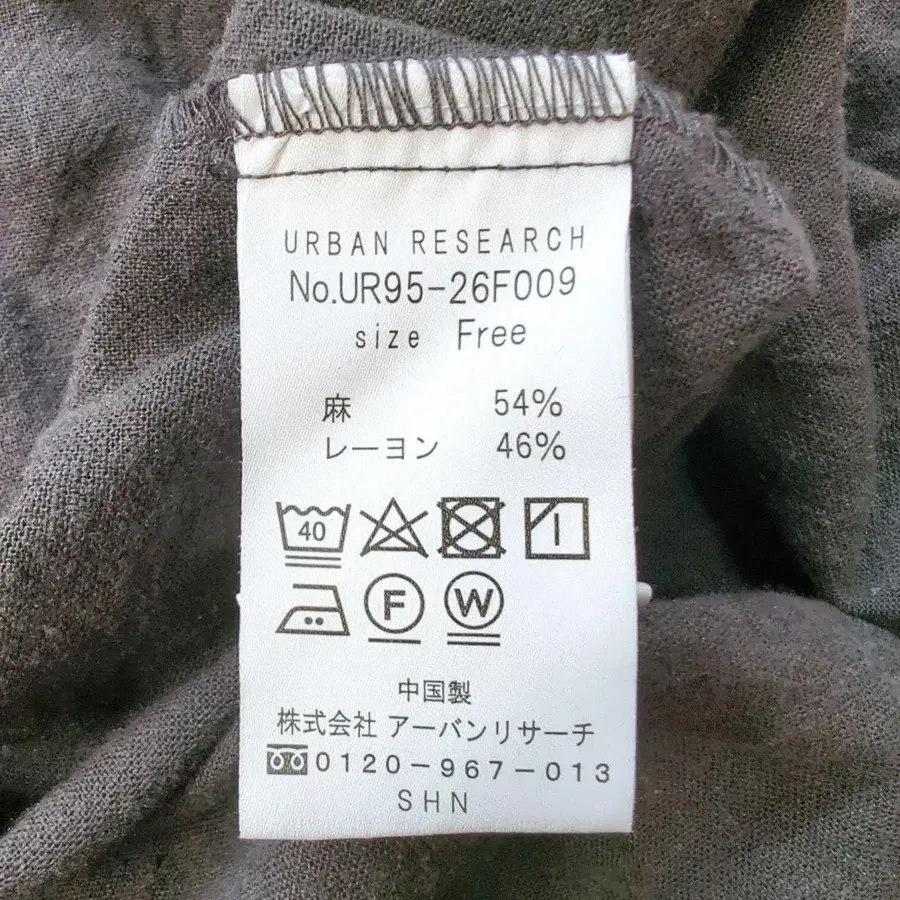 URBAN RESEARCH
No.UR95-26F009
size Free
麻 54%
レーヨン 46%
40
F W
中国製
株式会社 アーバンリサーチ
0120-967-013
SHN